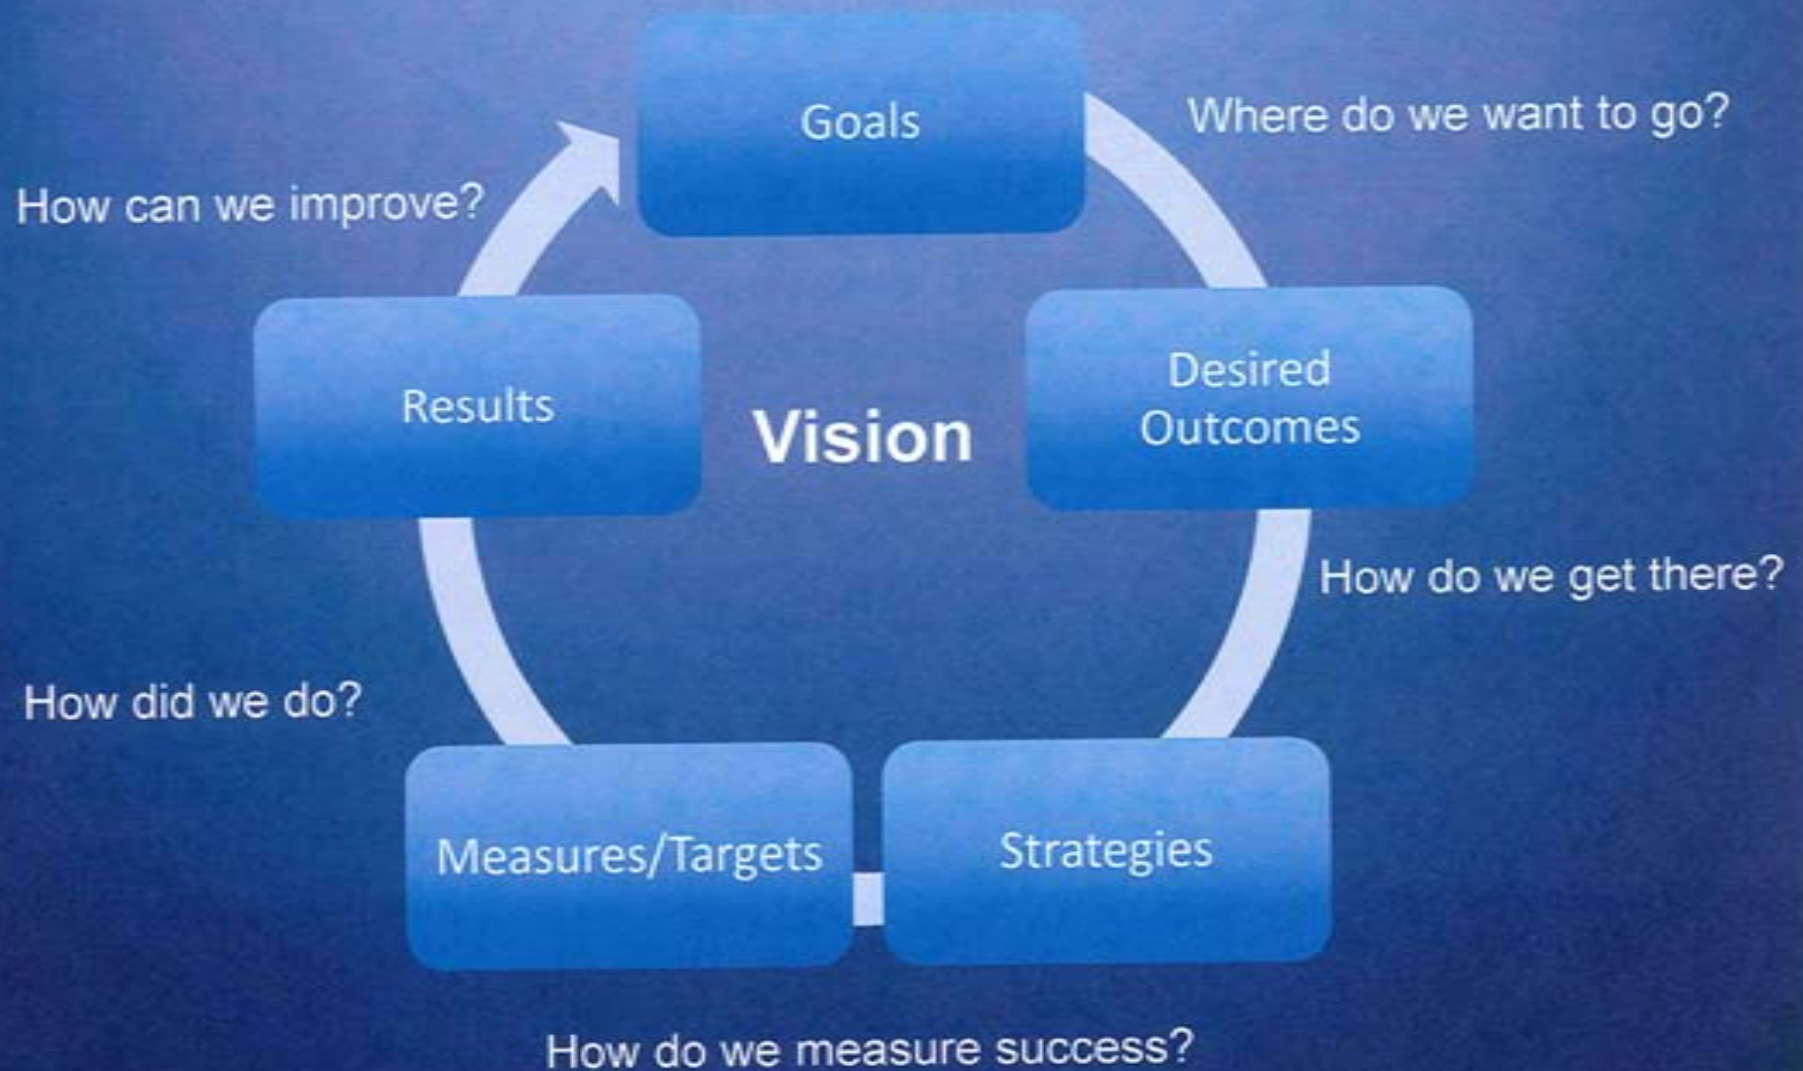 Goals
Where do we want to go?
How can we improve?
Results
Vision
Desired
Outcomes
How do we get there?
How did we do?
Measures/Targets
Strategies
How do we measure success?